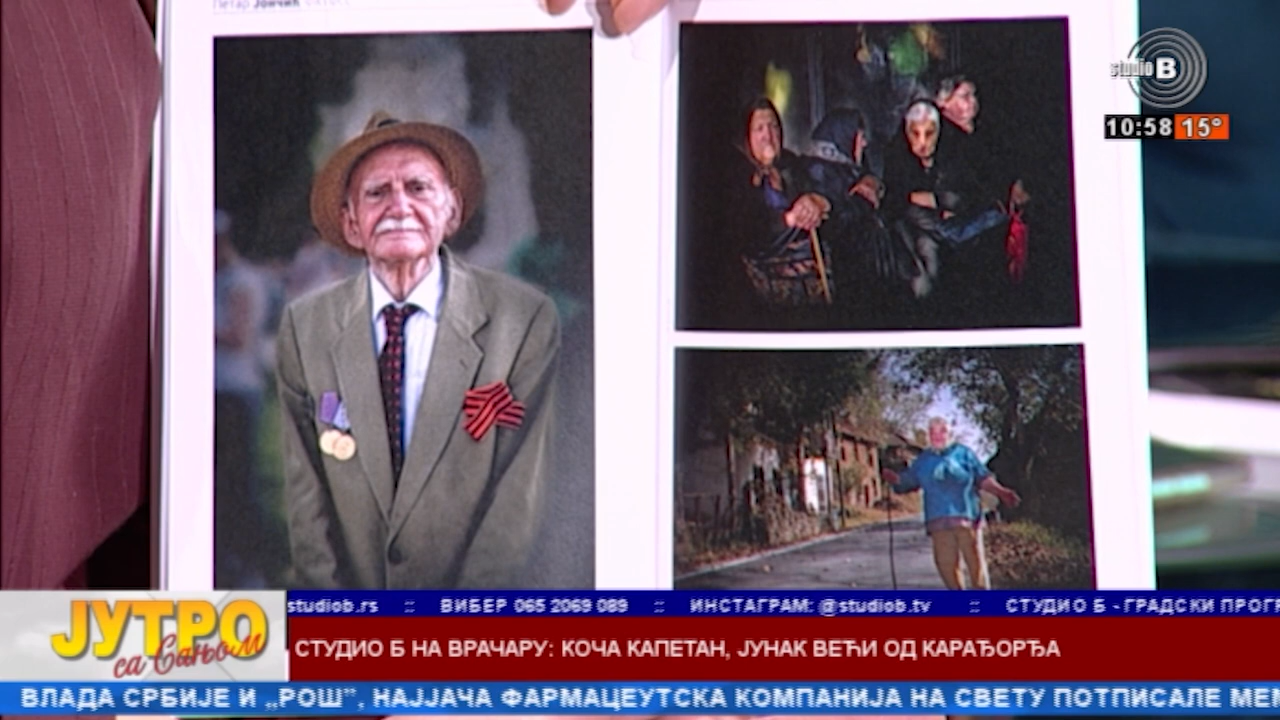 Петар Јончић
studio B
10:58 15°
studiob.rs :: ВИБЕР 065 2069 089 :: ИНСТАГРАМ: @studiob.tv :: СТУДИО Б - ГРАДСКИ ПРОГР
ЈУТРО
са Сањом
СТУДИО Б НА ВРАЧАРУ: КОЧА КАПЕТАН, ЈУНАК ВЕЋИ ОД КАРАЂОРЂА
ВЛАДА СРБИЈЕ И „РОШ”, НАЈЈАЧА ФАРМАЦЕУТСКА КОМПАНИЈА НА СВЕТУ ПОТПИСАЛЕ МЕМ